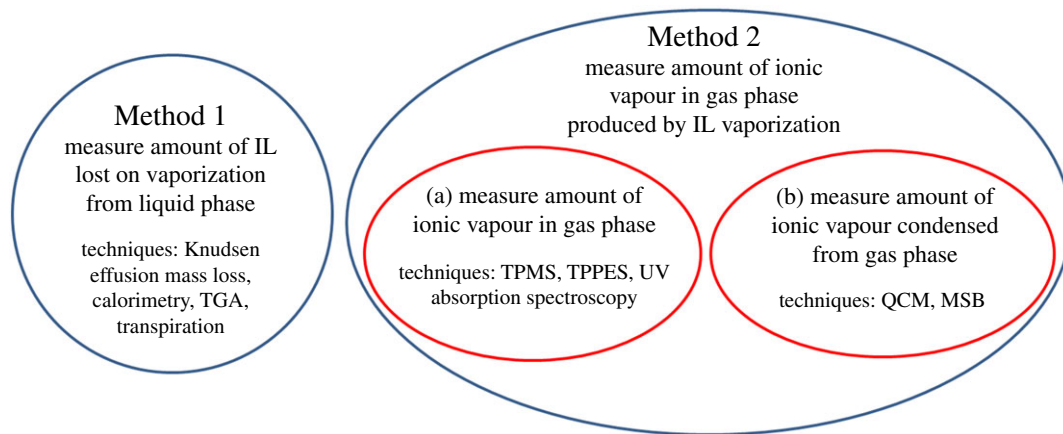 Method 1
measure amount of IL
lost on vaporization
from liquid phase
techniques: Knudsen
effusion mass loss,
calorimetry, TGA,
transpiration
Method 2
measure amount of ionic
vapour in gas phase
produced by IL vaporization
(a) measure amount of
ionic vapour in gas phase
techniques: TPMS, TPPES, UV
absorption spectroscopy
(b) measure amount of
ionic vapour condensed
from gas phase
techniques: QCM, MSB